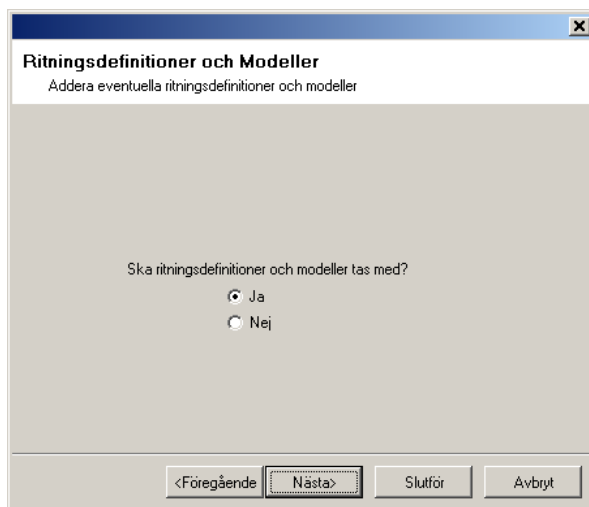 Ritningsdefinitioner och Modeller
Addera eventuella ritningsdefinitioner och modeller
Ska ritningsdefinitioner och modeller tas med?
Ja
Nej
<Föregående Nästa> Slutför Avbryt